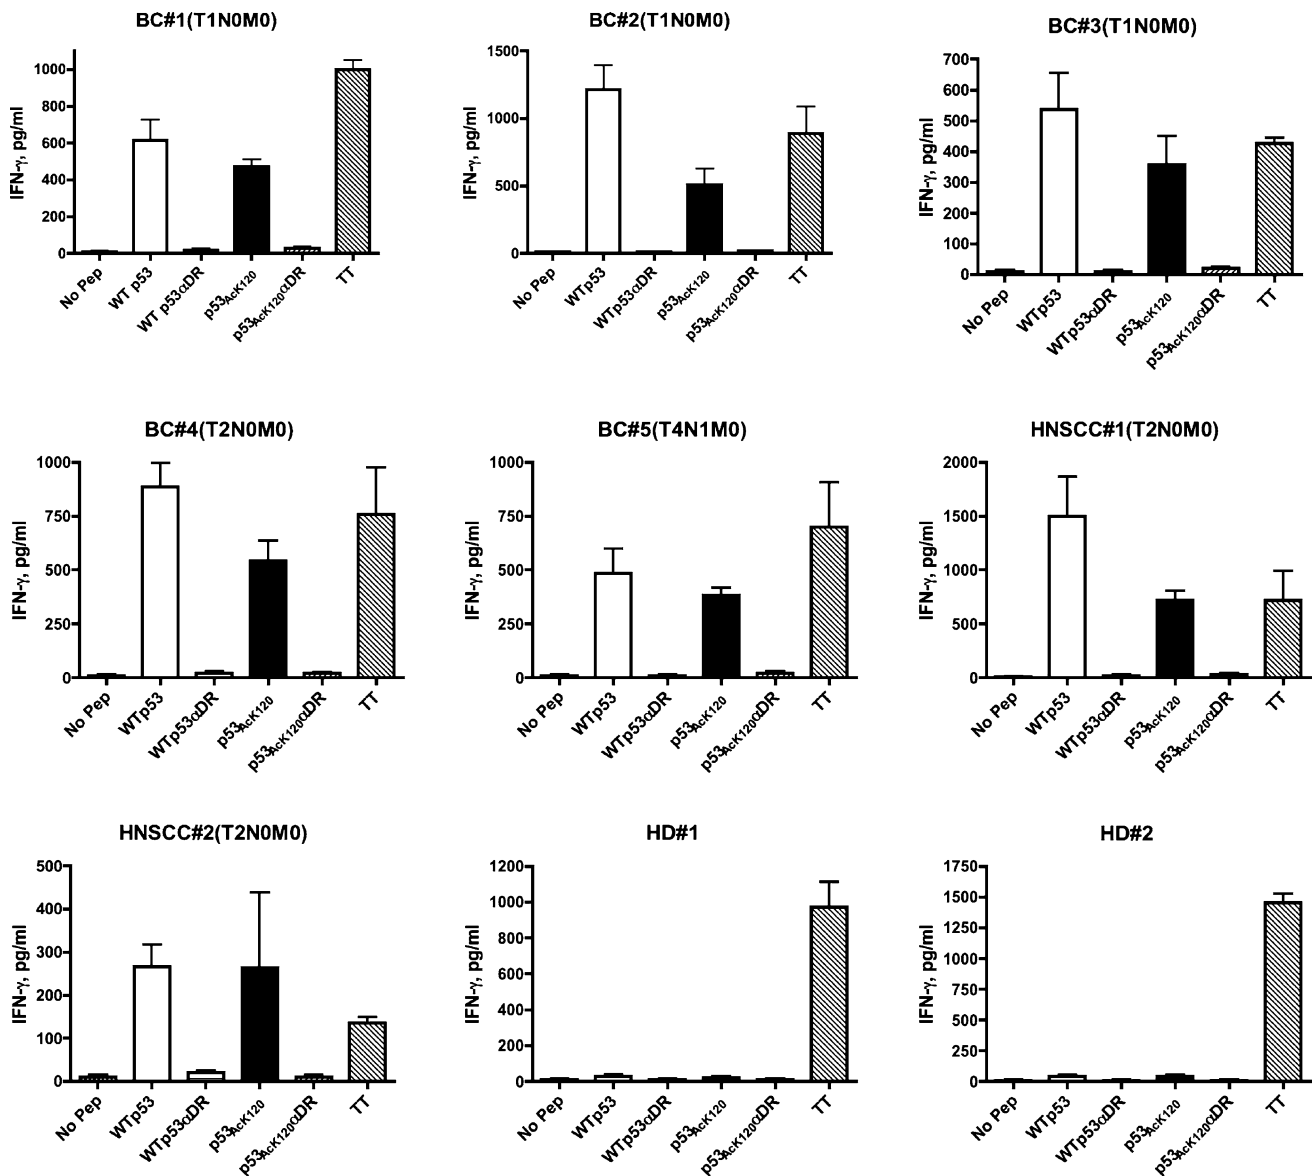 BC#1(T1N0M0)
IFN-γ, pg/ml
1000
800
600
400
200
0
No Pep
WT p53
WT p53αDR
p53AcK120
p53AcK120αDR
TT
BC#2(T1N0M0)
IFN-γ, pg/ml
1500
1000
500
0
No Pep
WTp53
WTp53αDR
p53AcK120
p53AcK120αDR
TT
BC#3(T1N0M0)
IFN-γ, pg/ml
700
600
500
400
300
200
100
0
No Pep
WTp53
WTp53αDR
p53AcK120
p53AcK120αDR
TT
BC#4(T2N0M0)
IFN-γ, pg/ml
1000
750
500
250
0
No Pep
WTp53
WTp53αDR
p53AcK120
p53AcK120αDR
TT
BC#5(T4N1M0)
IFN-γ, pg/ml
1000
750
500
250
0
No Pep
WTp53
WTp53αDR
p53AcK120
p53AcK120αDR
TT
HNSCC#1(T2N0M0)
IFN-γ, pg/ml
2000
1500
1000
500
0
No Pep
WTp53
WTp53αDR
p53AcK120
p53AcK120αDR
TT
HNSCC#2(T2N0M0)
IFN-γ, pg/ml
500
400
300
200
100
0
No Pep
WTp53
WTp53αDR
p53AcK120
p53AcK120αDR
TT
HD#1
IFN-γ, pg/ml
1200
1000
800
600
400
200
0
No Pep
WTp53
WTp53αDR
p53AcK120
p53AcK120αDR
TT
HD#2
IFN-γ, pg/ml
1750
1500
1250
1000
750
500
250
0
No Pep
WTp53
WTp53αDR
p53AcK120
p53AcK120αDR
TT